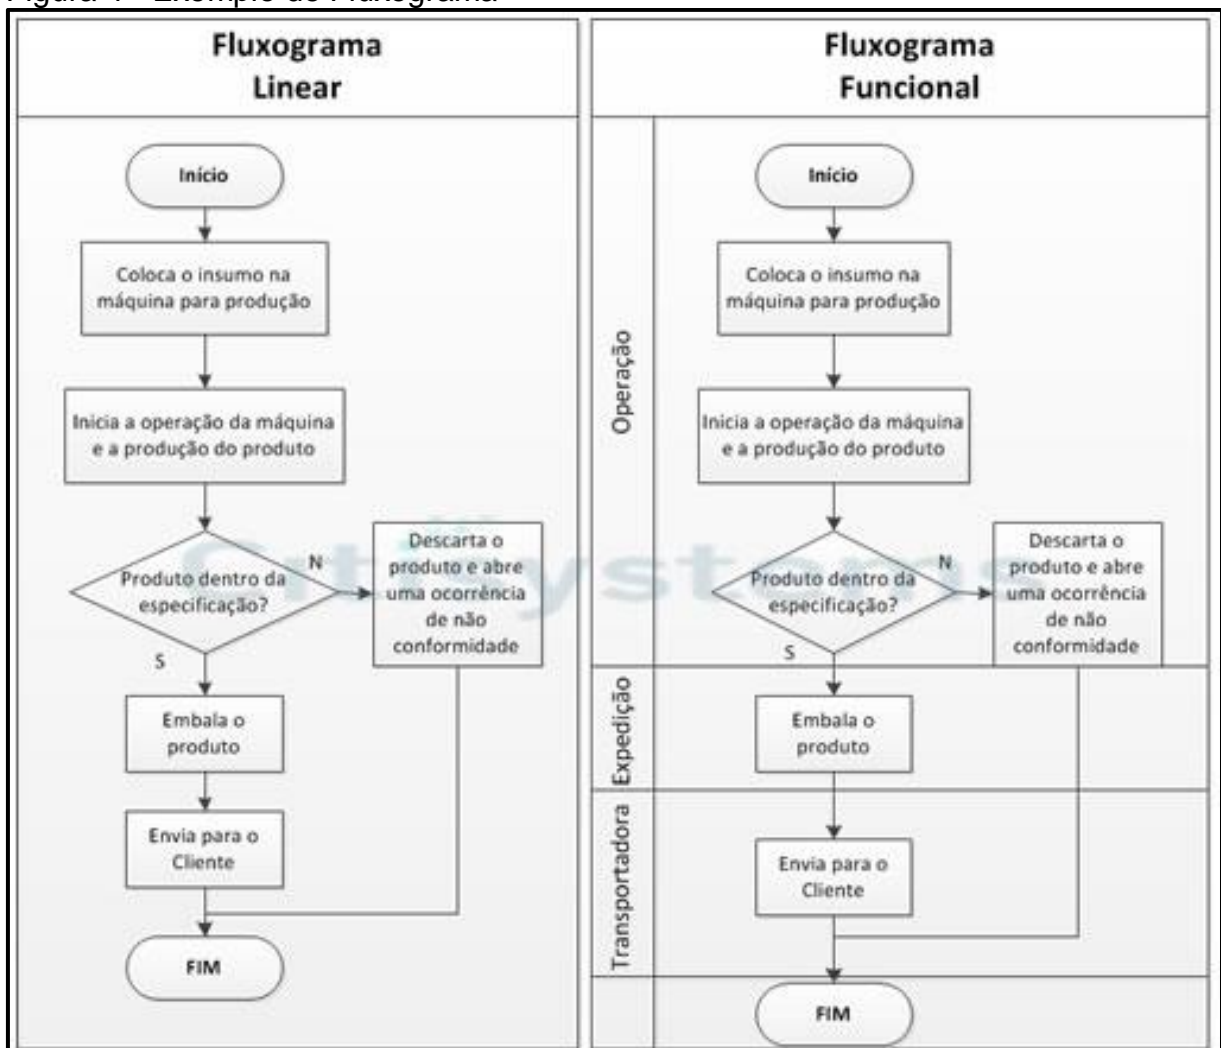 Fluxograma
Linear
Início
Coloca o insumo na
máquina para produção
Inicia a operação da máquina
e a produção do produto
Produto dentro da
especificação?
N
Descarta o
produto e abre
uma ocorrência
de não
conformidade
S
Embala o
produto
Envia para o
Cliente
FIM
Fluxograma
Funcional
Operação
Início
Coloca o insumo na
máquina para produção
Inicia a operação da máquina
e a produção do produto
Produto dentro da
especificação?
N
Descarta o
produto e abre
uma ocorrência
de não
conformidade
S
Expedição
Embala o
produto
Transportadora
Envia para o
Cliente
FIM